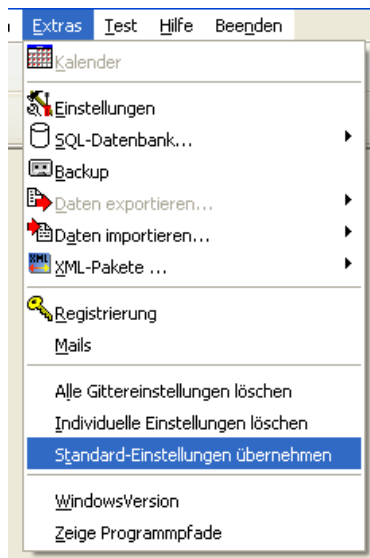 Extras Test Hilfe Beenden
Kalender
Einstellungen
SQL-Datenbank...
Backup
Daten exportieren...
Daten importieren...
XML
XML-Pakete ...
Registrierung
Mails
Alle Gittereinstellungen löschen
Individuelle Einstellungen löschen
Standard-Einstellungen übernehmen
WindowsVersion
Zeige Programmpfade